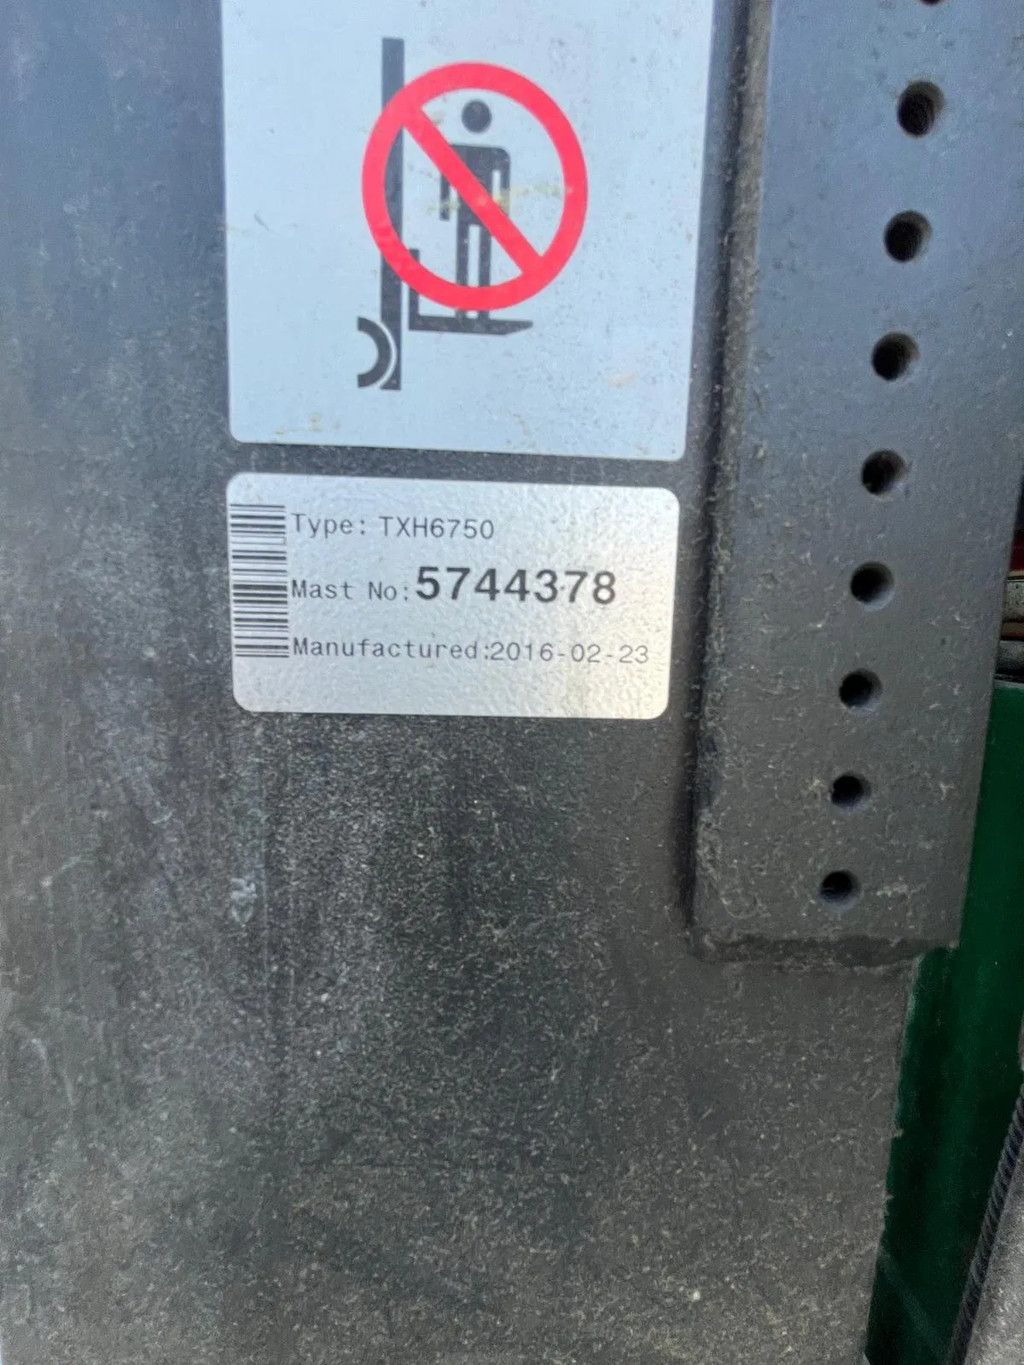 Type: TXH6750
Mast No:5744378
Manufactured:2016-02-23